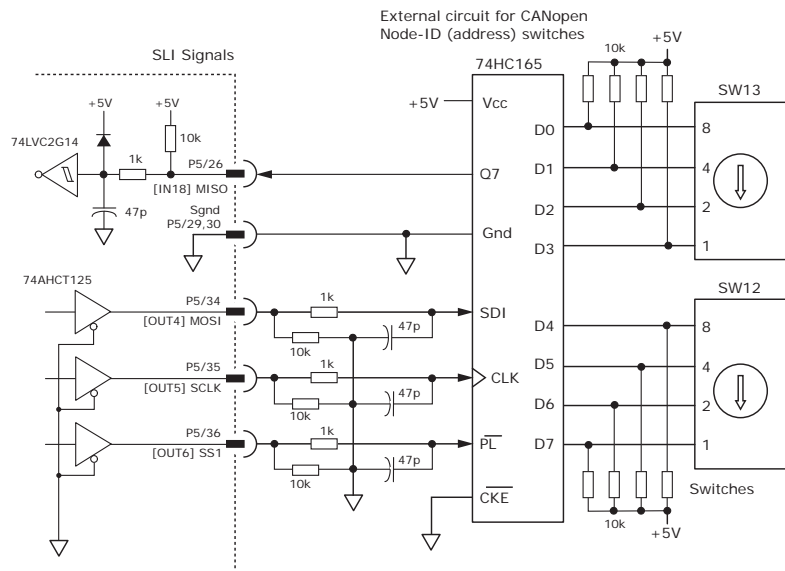 External circuit for CANopen
Node-ID (address) switches
SLI Signals
74HC165
+5V
Vcc
10k
+5V
SW13
D0
8
D1
4
D2
2
D3
1
+5V
+5V
74LVC2G14
10k
1k
P5/26
[IN18] MISO
47p
Q7
Sgnd
P5/29,30
Gnd
74AHCT125
P5/34
[OUT4] MOSI
1k
10k
47p
SDI
P5/35
[OUT5] SCLK
1k
10k
47p
CLK
P5/36
[OUT6] SS1
1k
10k
47p
PL
CKE
SW12
D4
8
D5
4
D6
2
D7
1
Switches
10k
+5V